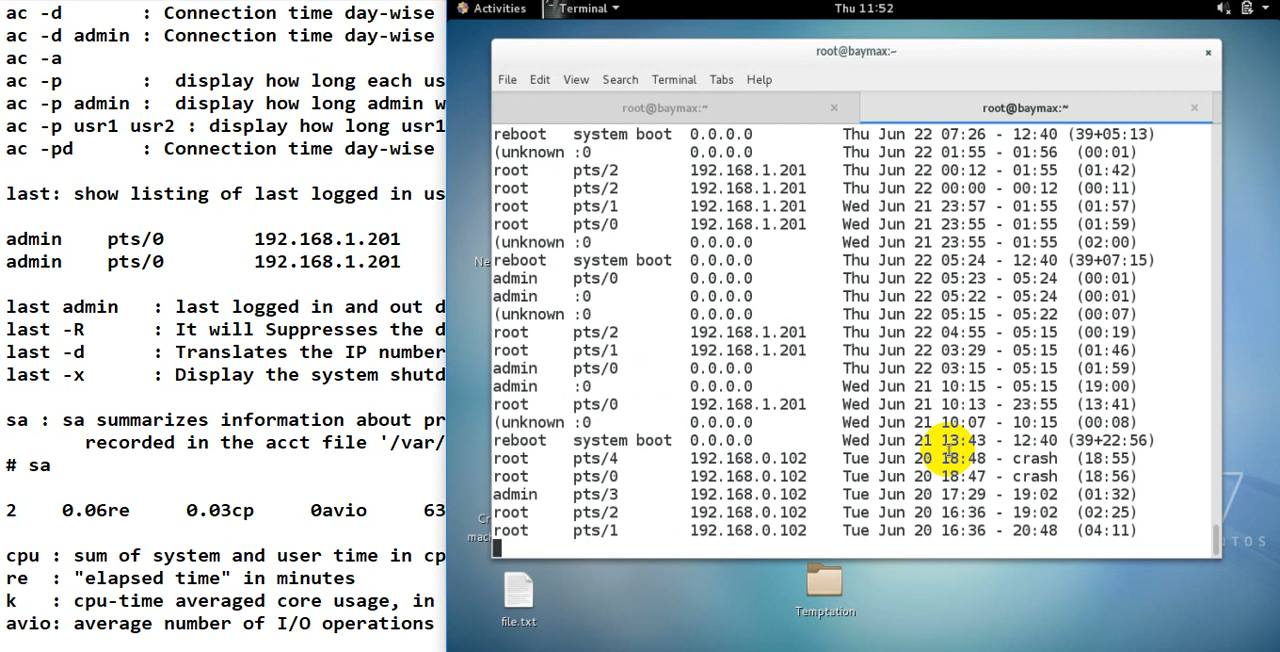 ac -d : Connection time day-wise
ac -d admin : Connection time day-wise
ac -a
ac -p : display how long each us
ac -p admin : display how long admin w
ac -p usr1 usr2 : display how long usr1
ac -pd : Connection time day-wise
last: show listing of last logged in us
admin pts/0 192.168.1.201
admin pts/0 192.168.1.201
last admin : last logged in and out d
last -R : It will Suppresses the d
last -d : Translates the IP number
last -x : Display the system shutd
sa : sa summarizes information about pr
recorded in the acct file '/var/
# sa
2 0.06re 0.03cp 0avio 63
cpu : sum of system and user time in cp
re : "elapsed time" in minutes
k : cpu-time averaged core usage, in
avio: average number of I/O operations
Activities Terminal Thu 11:52
root@baymax:~
File Edit View Search Terminal Tabs Help
root@baymax:~ root@baymax:~
reboot system boot 0.0.0.0 Thu Jun 22 07:26 - 12:40 (39+05:13)
(unknown :0 0.0.0.0 Thu Jun 22 01:55 - 01:56 (00:01)
root pts/2 192.168.1.201 Thu Jun 22 00:12 - 01:55 (01:42)
root pts/2 192.168.1.201 Thu Jun 22 00:00 - 00:12 (00:11)
root pts/1 192.168.1.201 Wed Jun 21 23:57 - 01:55 (01:57)
root pts/0 192.168.1.201 Wed Jun 21 23:55 - 01:55 (01:59)
(unknown :0 0.0.0.0 Wed Jun 21 23:55 - 01:55 (02:00)
reboot system boot 0.0.0.0 Thu Jun 22 05:24 - 12:40 (39+07:15)
admin pts/0 0.0.0.0 Thu Jun 22 05:23 - 05:24 (00:01)
admin :0 0.0.0.0 Thu Jun 22 05:22 - 05:24 (00:01)
(unknown :0 0.0.0.0 Thu Jun 22 05:15 - 05:22 (00:07)
root pts/2 192.168.1.201 Thu Jun 22 04:55 - 05:15 (00:19)
root pts/1 192.168.1.201 Thu Jun 22 03:29 - 05:15 (01:46)
admin pts/0 0.0.0.0 Thu Jun 22 03:15 - 05:15 (01:59)
admin :0 0.0.0.0 Wed Jun 21 10:15 - 05:15 (19:00)
root pts/0 192.168.1.201 Wed Jun 21 10:13 - 23:55 (13:41)
(unknown :0 0.0.0.0 Wed Jun 21 10:07 - 10:15 (00:08)
reboot system boot 0.0.0.0 Wed Jun 21 13:43 - 12:40 (39+22:56)
root pts/4 192.168.0.102 Tue Jun 20 18:48 - crash (18:55)
root pts/0 192.168.0.102 Tue Jun 20 18:47 - crash (18:56)
admin pts/3 192.168.0.102 Tue Jun 20 17:29 - 19:02 (01:32)
root pts/2 192.168.0.102 Tue Jun 20 16:36 - 19:02 (02:25)
root pts/1 192.168.0.102 Tue Jun 20 16:36 - 20:48 (04:11)
Ne
Cr
mach
7
TOS
file.txt
Temptation